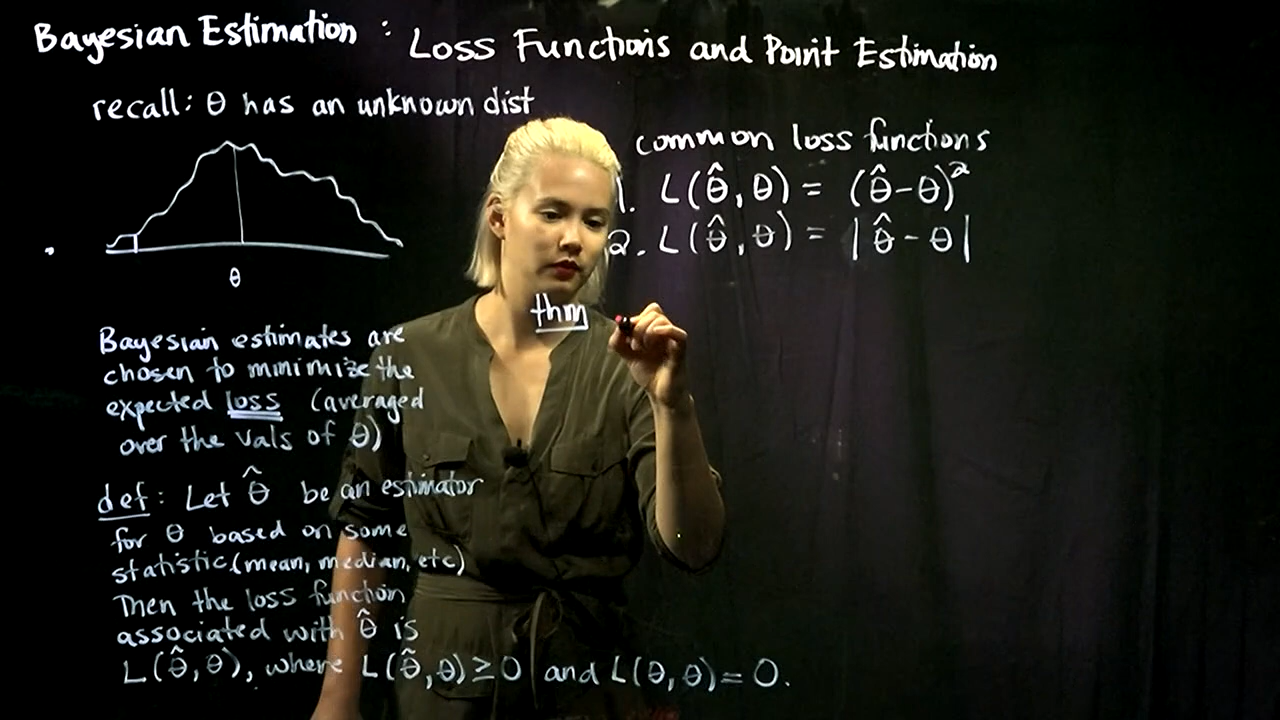 Bayesian Estimation : Loss Functions and Point Estimation
recall: θ has an unknown dist
θ
Bayesian estimates are
chosen to minimize the
expected loss (averaged
over the vals of θ)
def: Let θ̂ be an estimator
for θ based on some
statistic (mean, median, etc)
Then the loss function
associated with θ̂ is
L(θ̂, θ), where L(θ̂, θ) ≥ 0 and L(θ, θ) = 0.
common loss functions
1. L(θ̂, θ) = (θ̂ - θ)²
2. L(θ̂, θ) = |θ̂ - θ|
thm